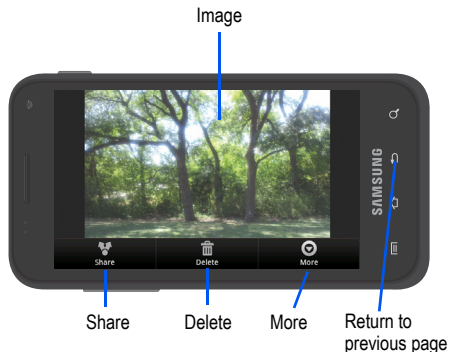 Image
SAMSUNG
Share
Delete
More
Share
Delete
More
Return to
previous page